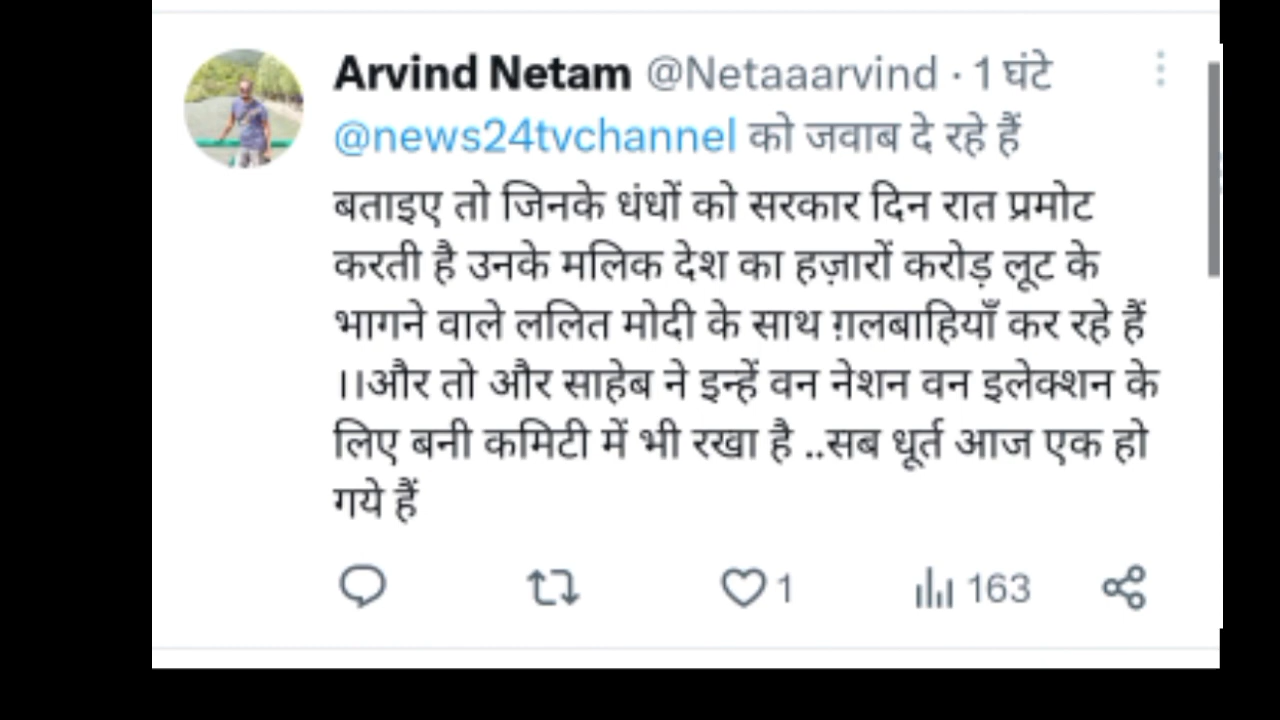 Arvind Netam @Netaaarvind · 1 घंटे
@news24tvchannel को जवाब दे रहे हैं
बताइए तो जिनके धंधों को सरकार दिन रात प्रमोट
करती है उनके मलिक देश का हज़ारों करोड़ लूट के
भागने वाले ललित मोदी के साथ ग़लबाहियाँ कर रहे हैं
।।और तो और साहेब ने इन्हें वन नेशन वन इलेक्शन के
लिए बनी कमिटी में भी रखा है ..सब धूर्त आज एक हो
गये हैं
1 163